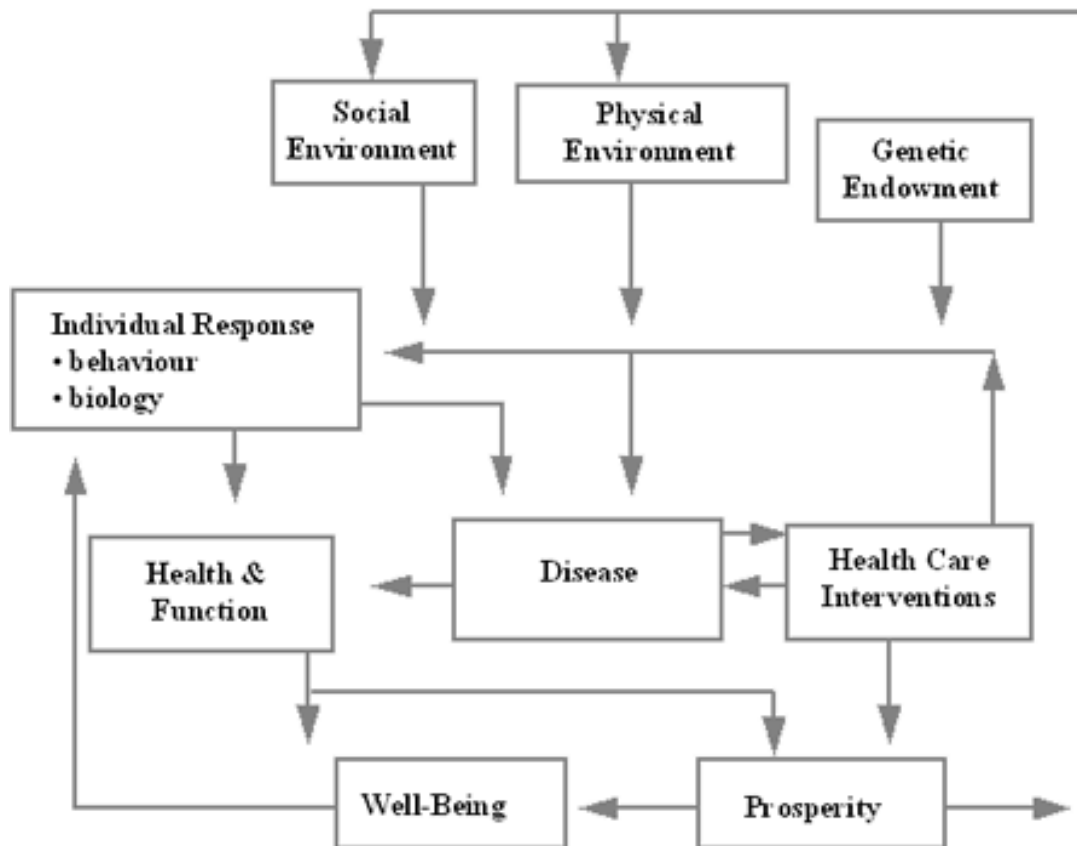 Social
Environment
Physical
Environment
Genetic
Endowment
Individual Response
• behaviour
• biology
Health &
Function
Disease
Health Care
Interventions
Well-Being
Prosperity